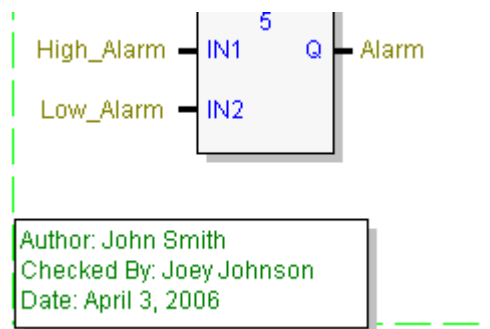 5
High_Alarm IN1 Q Alarm
Low_Alarm IN2
Author: John Smith
Checked By: Joey Johnson
Date: April 3, 2006